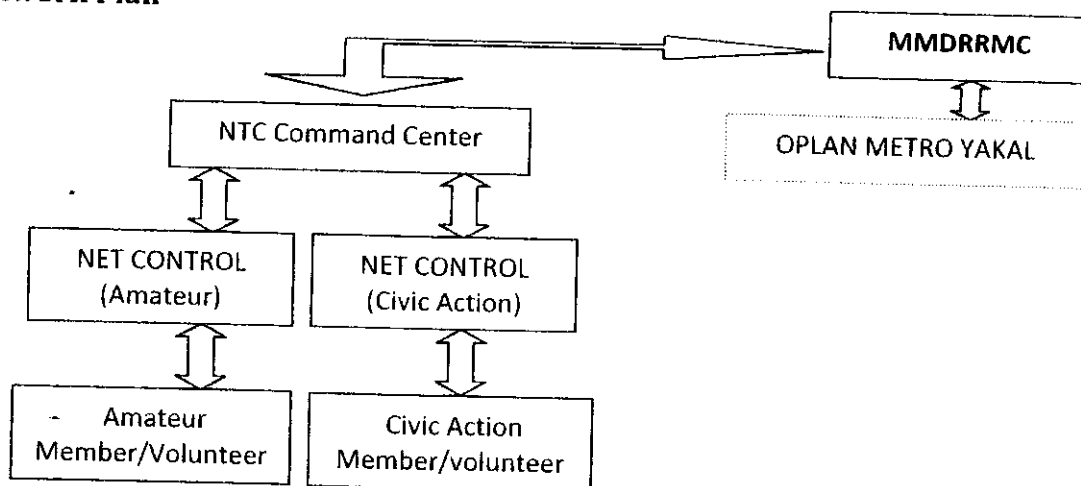 Plan
MMDRRMC
NTC Command Center
OPLAN METRO YAKAL
NET CONTROL
(Amateur)
NET CONTROL
(Civic Action)
Amateur
Member/Volunteer
Civic Action
Member/volunteer